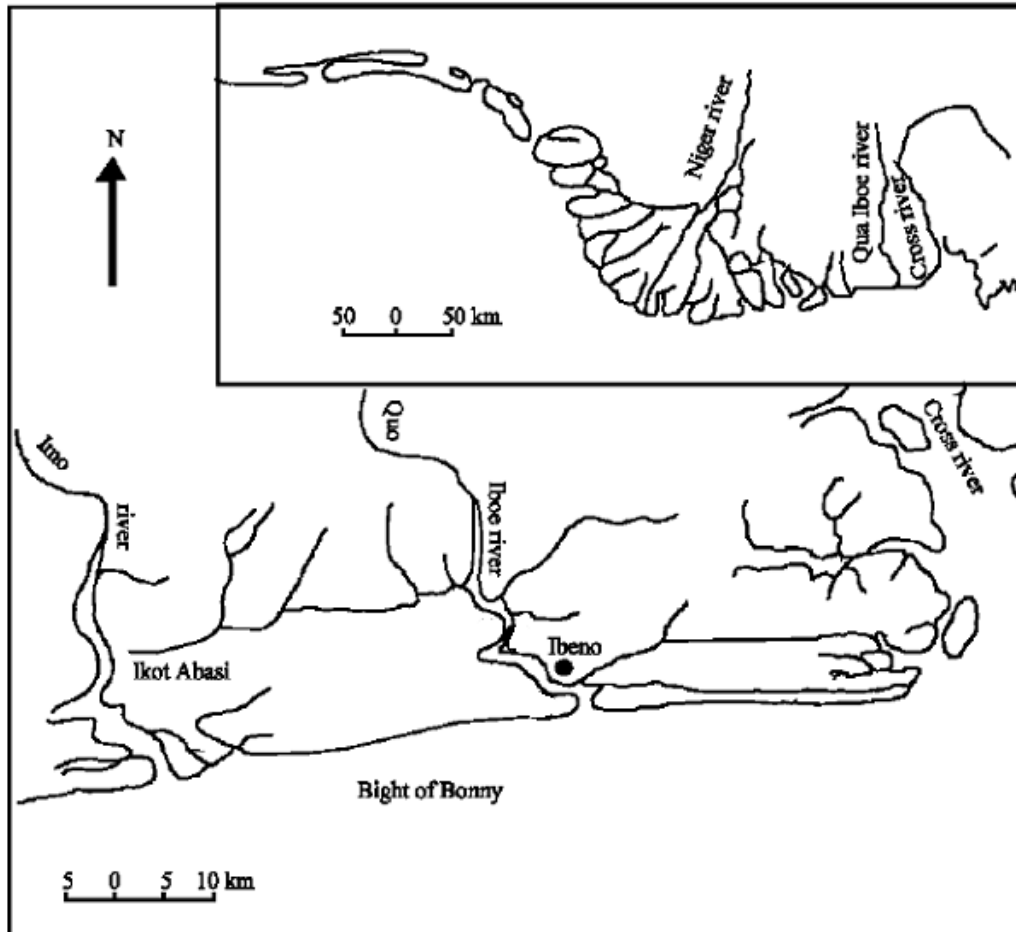 N
Niger river
Qua Iboe river
Cross river
50 0 50 km
Imo
river
Quo
Iboe river
Cross river
Ibeno
Ikot Abasi
Bight of Bonny
5 0 5 10 km